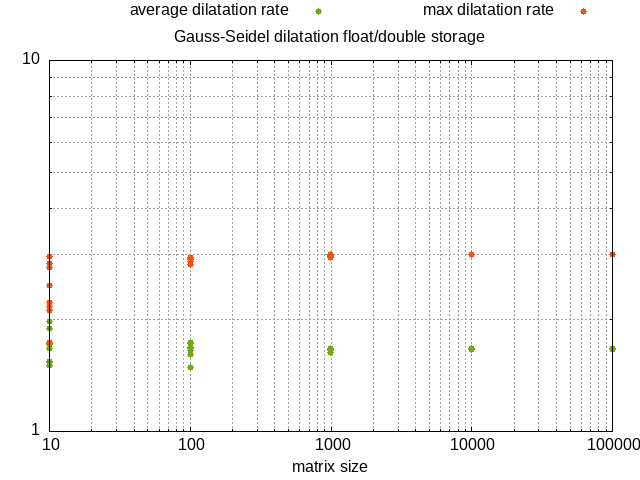 average dilatation rate
max dilatation rate
Gauss-Seidel dilatation float/double storage
10
1
10 100 1000 10000 100000
matrix size